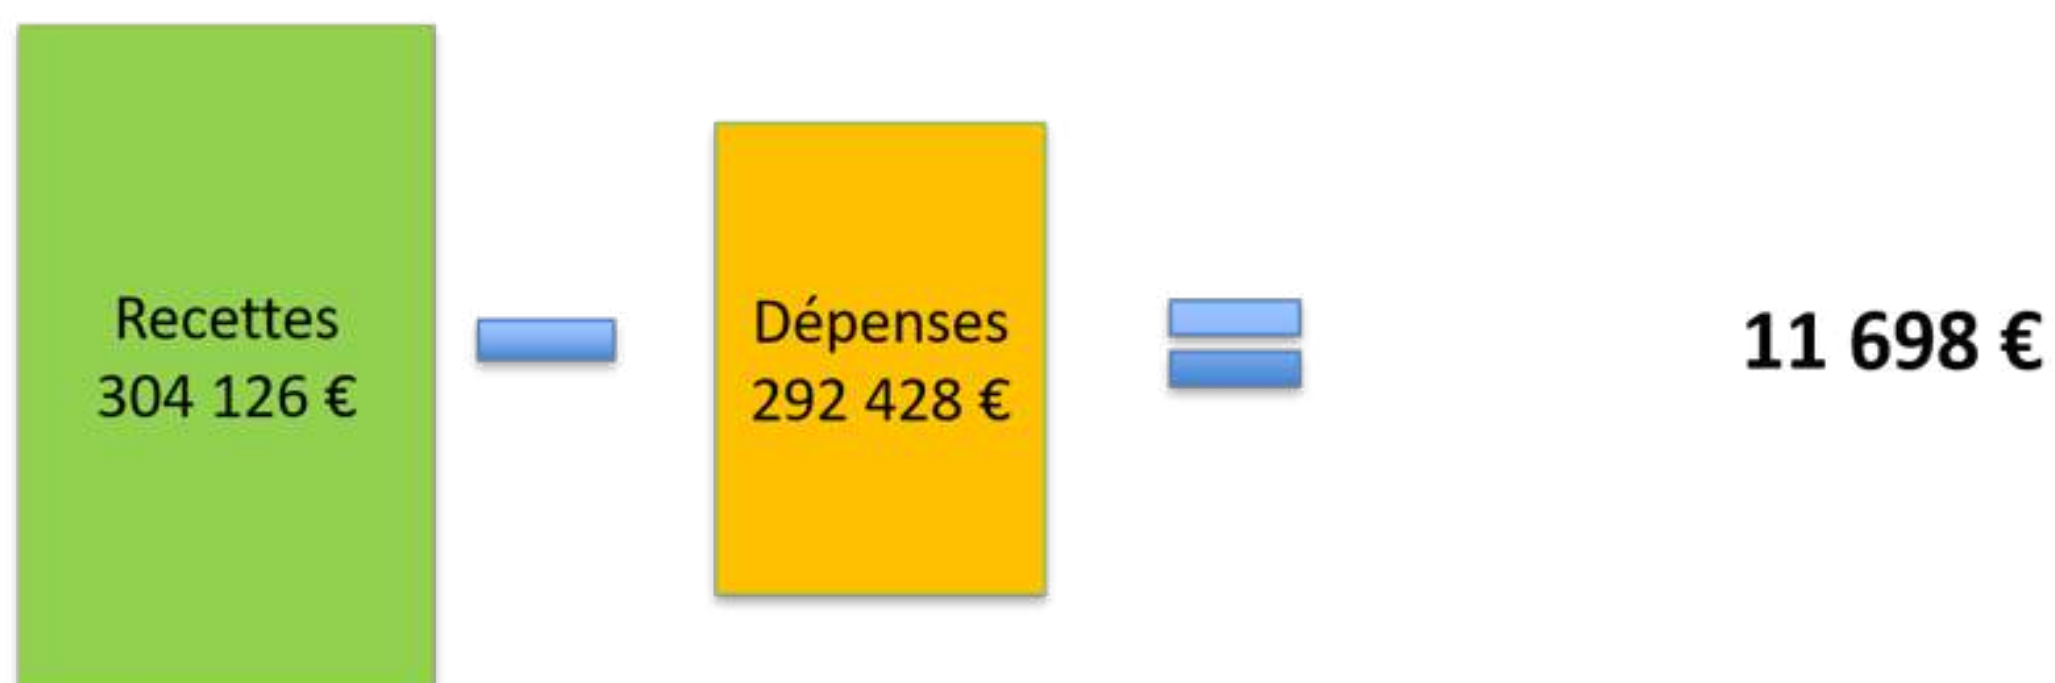 Recettes
304 126 €
Dépenses
292 428 €
11 698 €